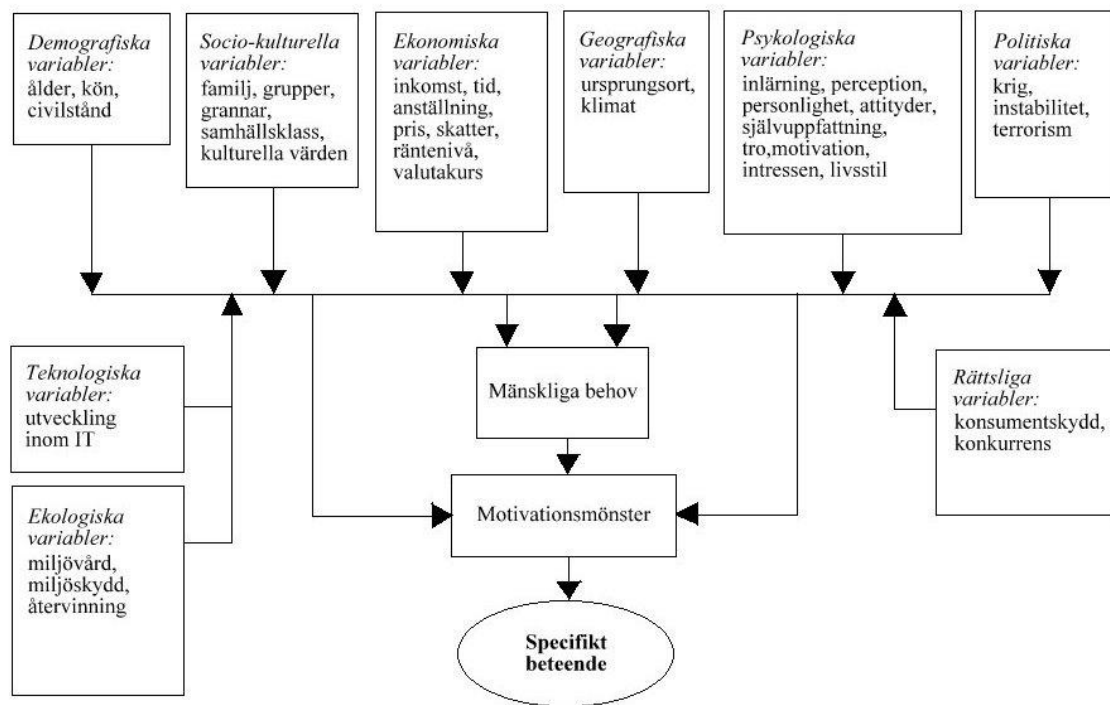 Demografiska
variabler:
ålder, kön,
civilstånd
Socio-kulturella
variabler:
familj, grupper,
grannar,
samhällsklass,
kulturella värden
Ekonomiska
variabler:
inkomst, tid,
anställning,
pris, skatter,
räntenivå,
valutakurs
Geografiska
variabler:
ursprungsort,
klimat
Psykologiska
variabler:
inlärning, perception,
personlighet, attityder,
självuppfattning,
tro,motivation,
intressen, livsstil
Politiska
variabler:
krig,
instabilitet,
terrorism
Teknologiska
variabler:
utveckling
inom IT
Mänskliga behov
Rättsliga
variabler:
konsumentskydd,
konkurrens
Ekologiska
variabler:
miljövård,
miljöskydd,
återvinning
Motivationsmönster
Specifikt
beteende